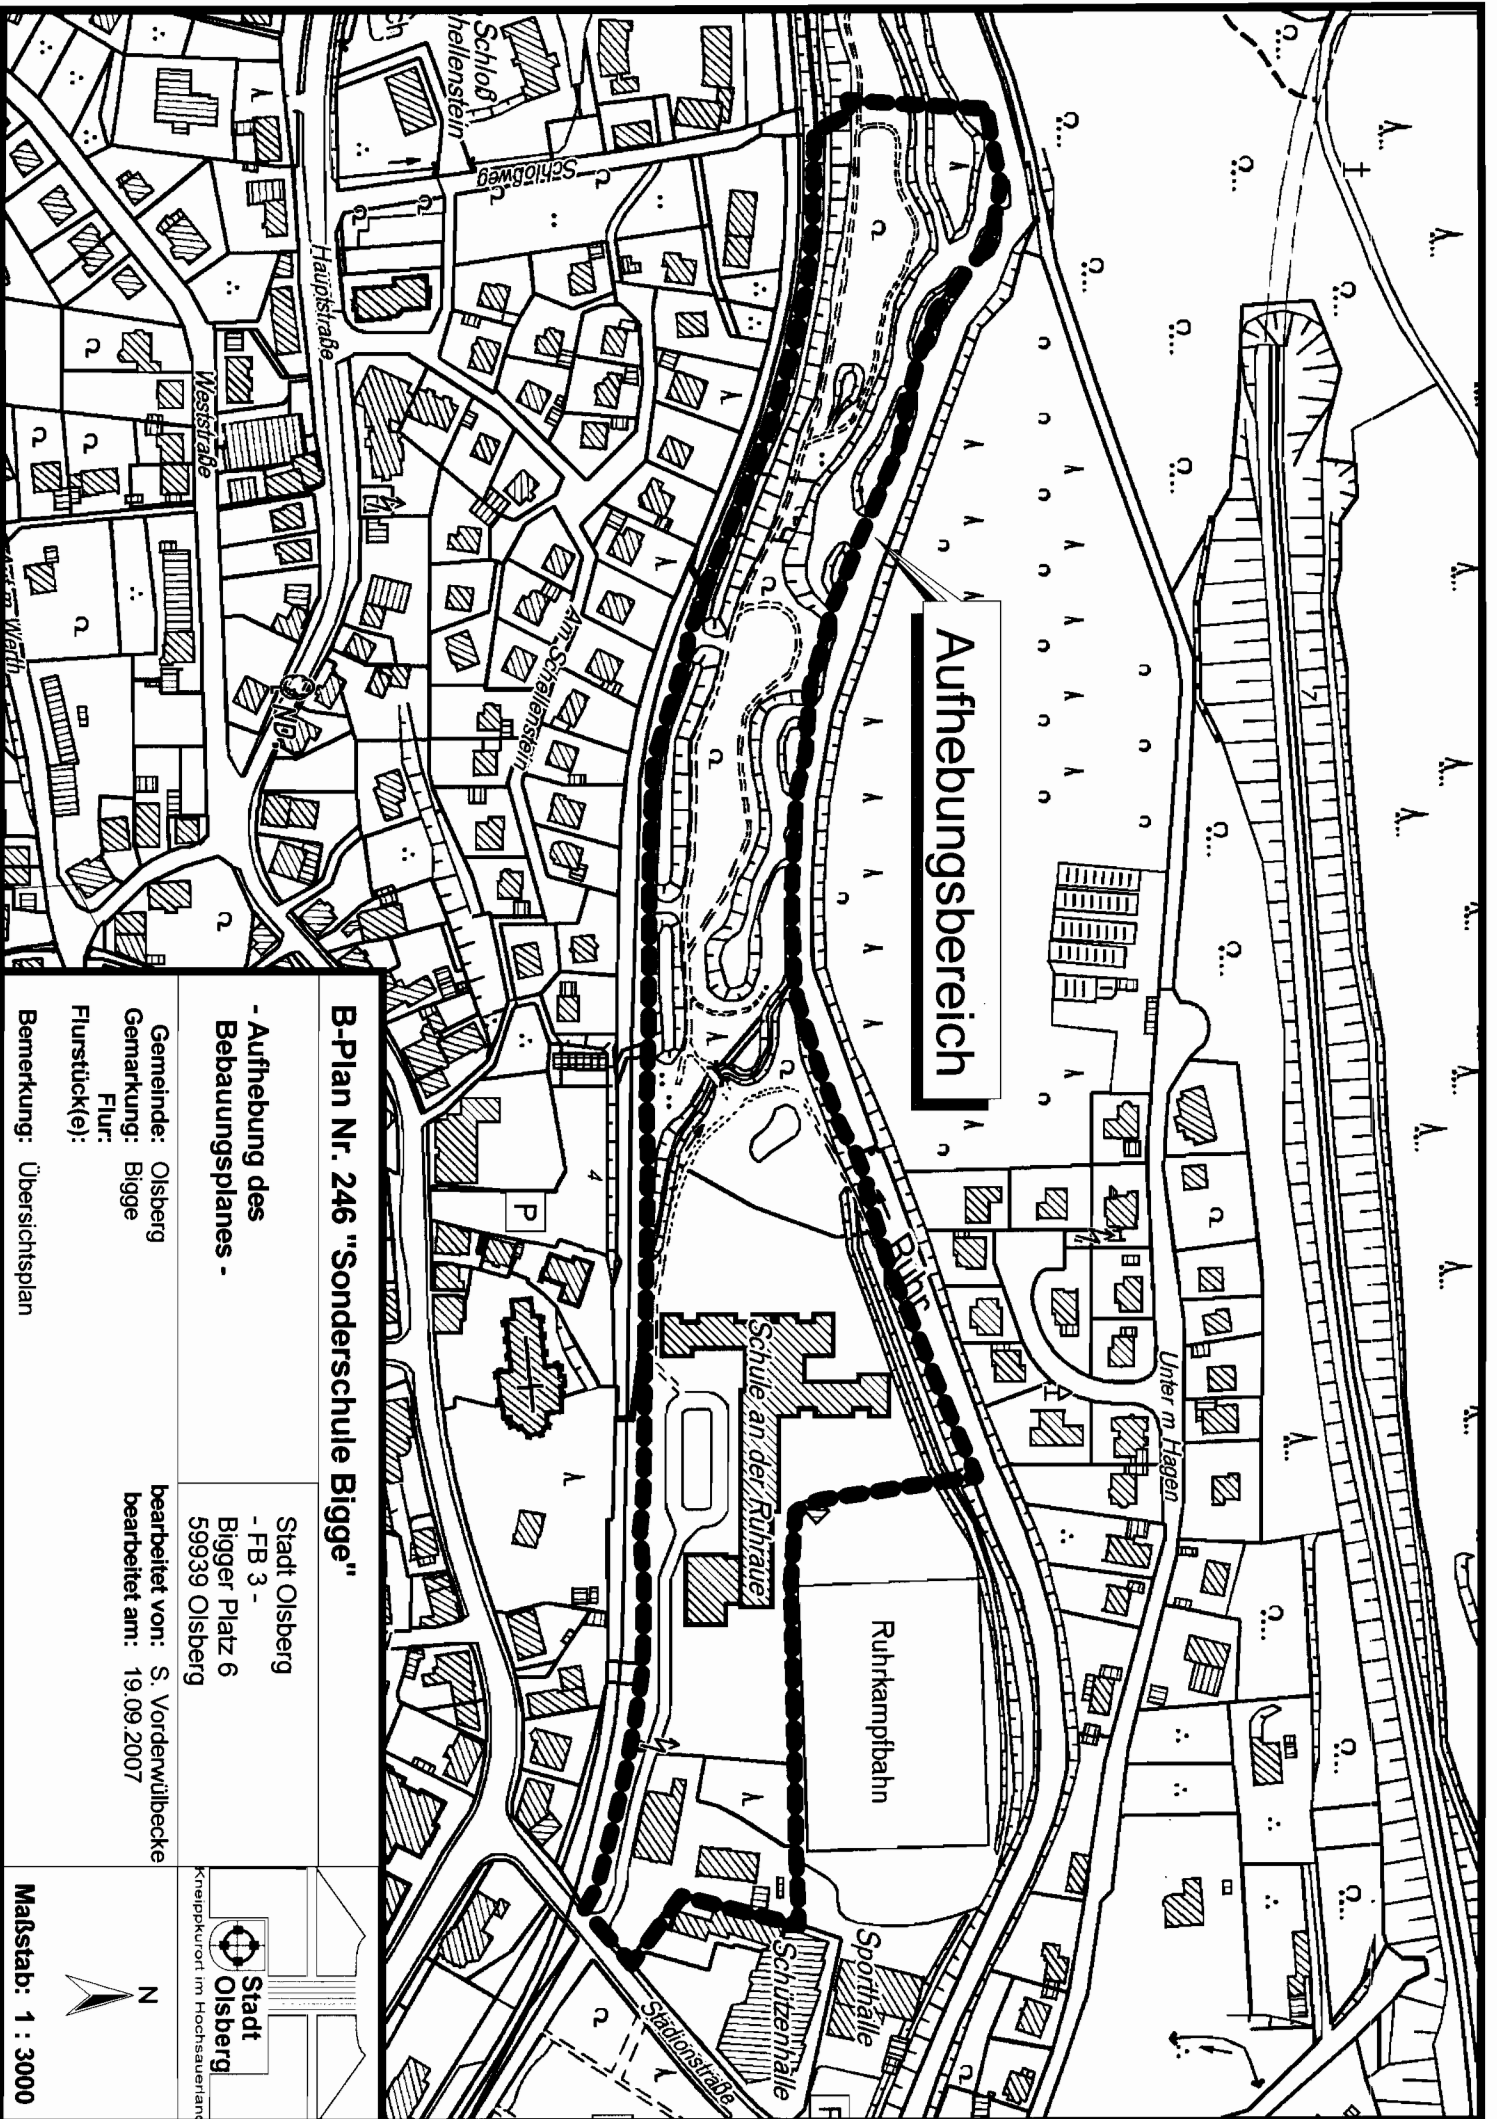 Aufhebungsbereich
Schloß
Schloßweg
Hauptstraße
Weststraße
Am Schellenstein
ND.
Ruhr
Unter'm Hagen
Schule an der Ruhraue
Ruhrkampfbahn
Sporthalle
Schützenhalle
Stadionstraße
P
4
7
B-Plan Nr. 246 "Sonderschule Bigge"
- Aufhebung des
Bebauungsplanes -
Stadt Olsberg
- FB 3 -
Bigger Platz 6
59939 Olsberg
Stadt
Olsberg
Kneippkurort im Hochsauerland
Gemeinde: Olsberg
Gemarkung: Bigge
Flur:
Flurstück(e):
Bemerkung: Übersichtsplan
bearbeitet von: S. Vorderwülbecke
bearbeitet am: 19.09.2007
N
Maßstab: 1 : 3000